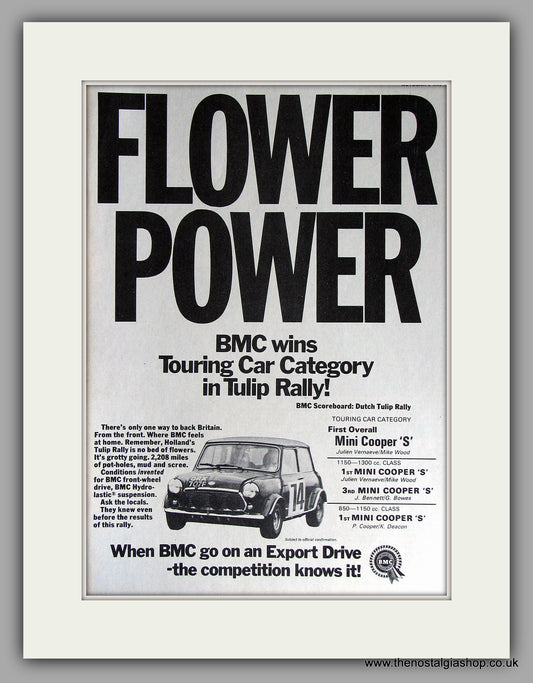 FLOWER
POWER
BMC wins
Touring Car Category
in Tulip Rally!
BMC Scoreboard: Dutch Tulip Rally
There's only one way to back Britain.
From the front. Where BMC feels
at home. Remember, Holland's
Tulip Rally is no bed of flowers.
It's grotty going. 2,208 miles
of pot-holes, mud and scree.
Conditions invented
for BMC front-wheel
drive, BMC Hydro-
lastic® suspension.
Ask the locals.
They knew even
before the results
of this rally.
14
TOURING CAR CATEGORY
First Overall
Mini Cooper 'S'
Julien Vernaeve/Mike Wood
1150—1300 cc. CLASS
1ST MINI COOPER 'S'
Julien Vernaeve/Mike Wood
3RD MINI COOPER 'S'
J. Bennett/G. Bowes
850—1150 cc. CLASS
1ST MINI COOPER 'S'
P. Cooper/K. Deacon
Subject to official confirmation.
When BMC go on an Export Drive
-the competition knows it!
BMC
www.thenostalgiashop.co.uk